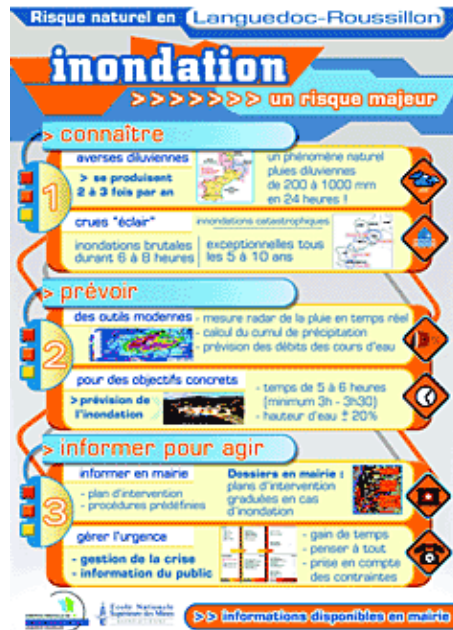 Risque naturel en Languedoc-Roussillon
inondation
>>>>>>> un risque majeur
> connaître
1
averses diluviennes
> se produisent
2 à 3 fois par an
un phénomène naturel
pluies diluviennes
de 200 à 1000 mm
en 24 heures !
crues "éclair"
inondations brutales
durant 6 à 8 heures
inondations catastrophiques
exceptionnelles tous
les 5 à 10 ans
> prévoir
2
des outils modernes
- mesure radar de la pluie en temps réel
- calcul du cumul de précipitation
- prévision des débits des cours d'eau
pour des objectifs concrets
> prévision de
l'inondation
- temps de 5 à 6 heures
(minimum 3h - 3h30)
- hauteur d'eau ± 20%
> informer pour agir
3
informer en mairie
- plan d'intervention
- procédures prédéfinies
Dossiers en mairie :
plans d'intervention
graduées en cas
d'inondation
gérer l'urgence
- gestion de la crise
- information du public
- gain de temps
- penser à tout
- prise en compte
des contraintes
Ecole Nationale
Supérieure des Mines
>> informations disponibles en mairie